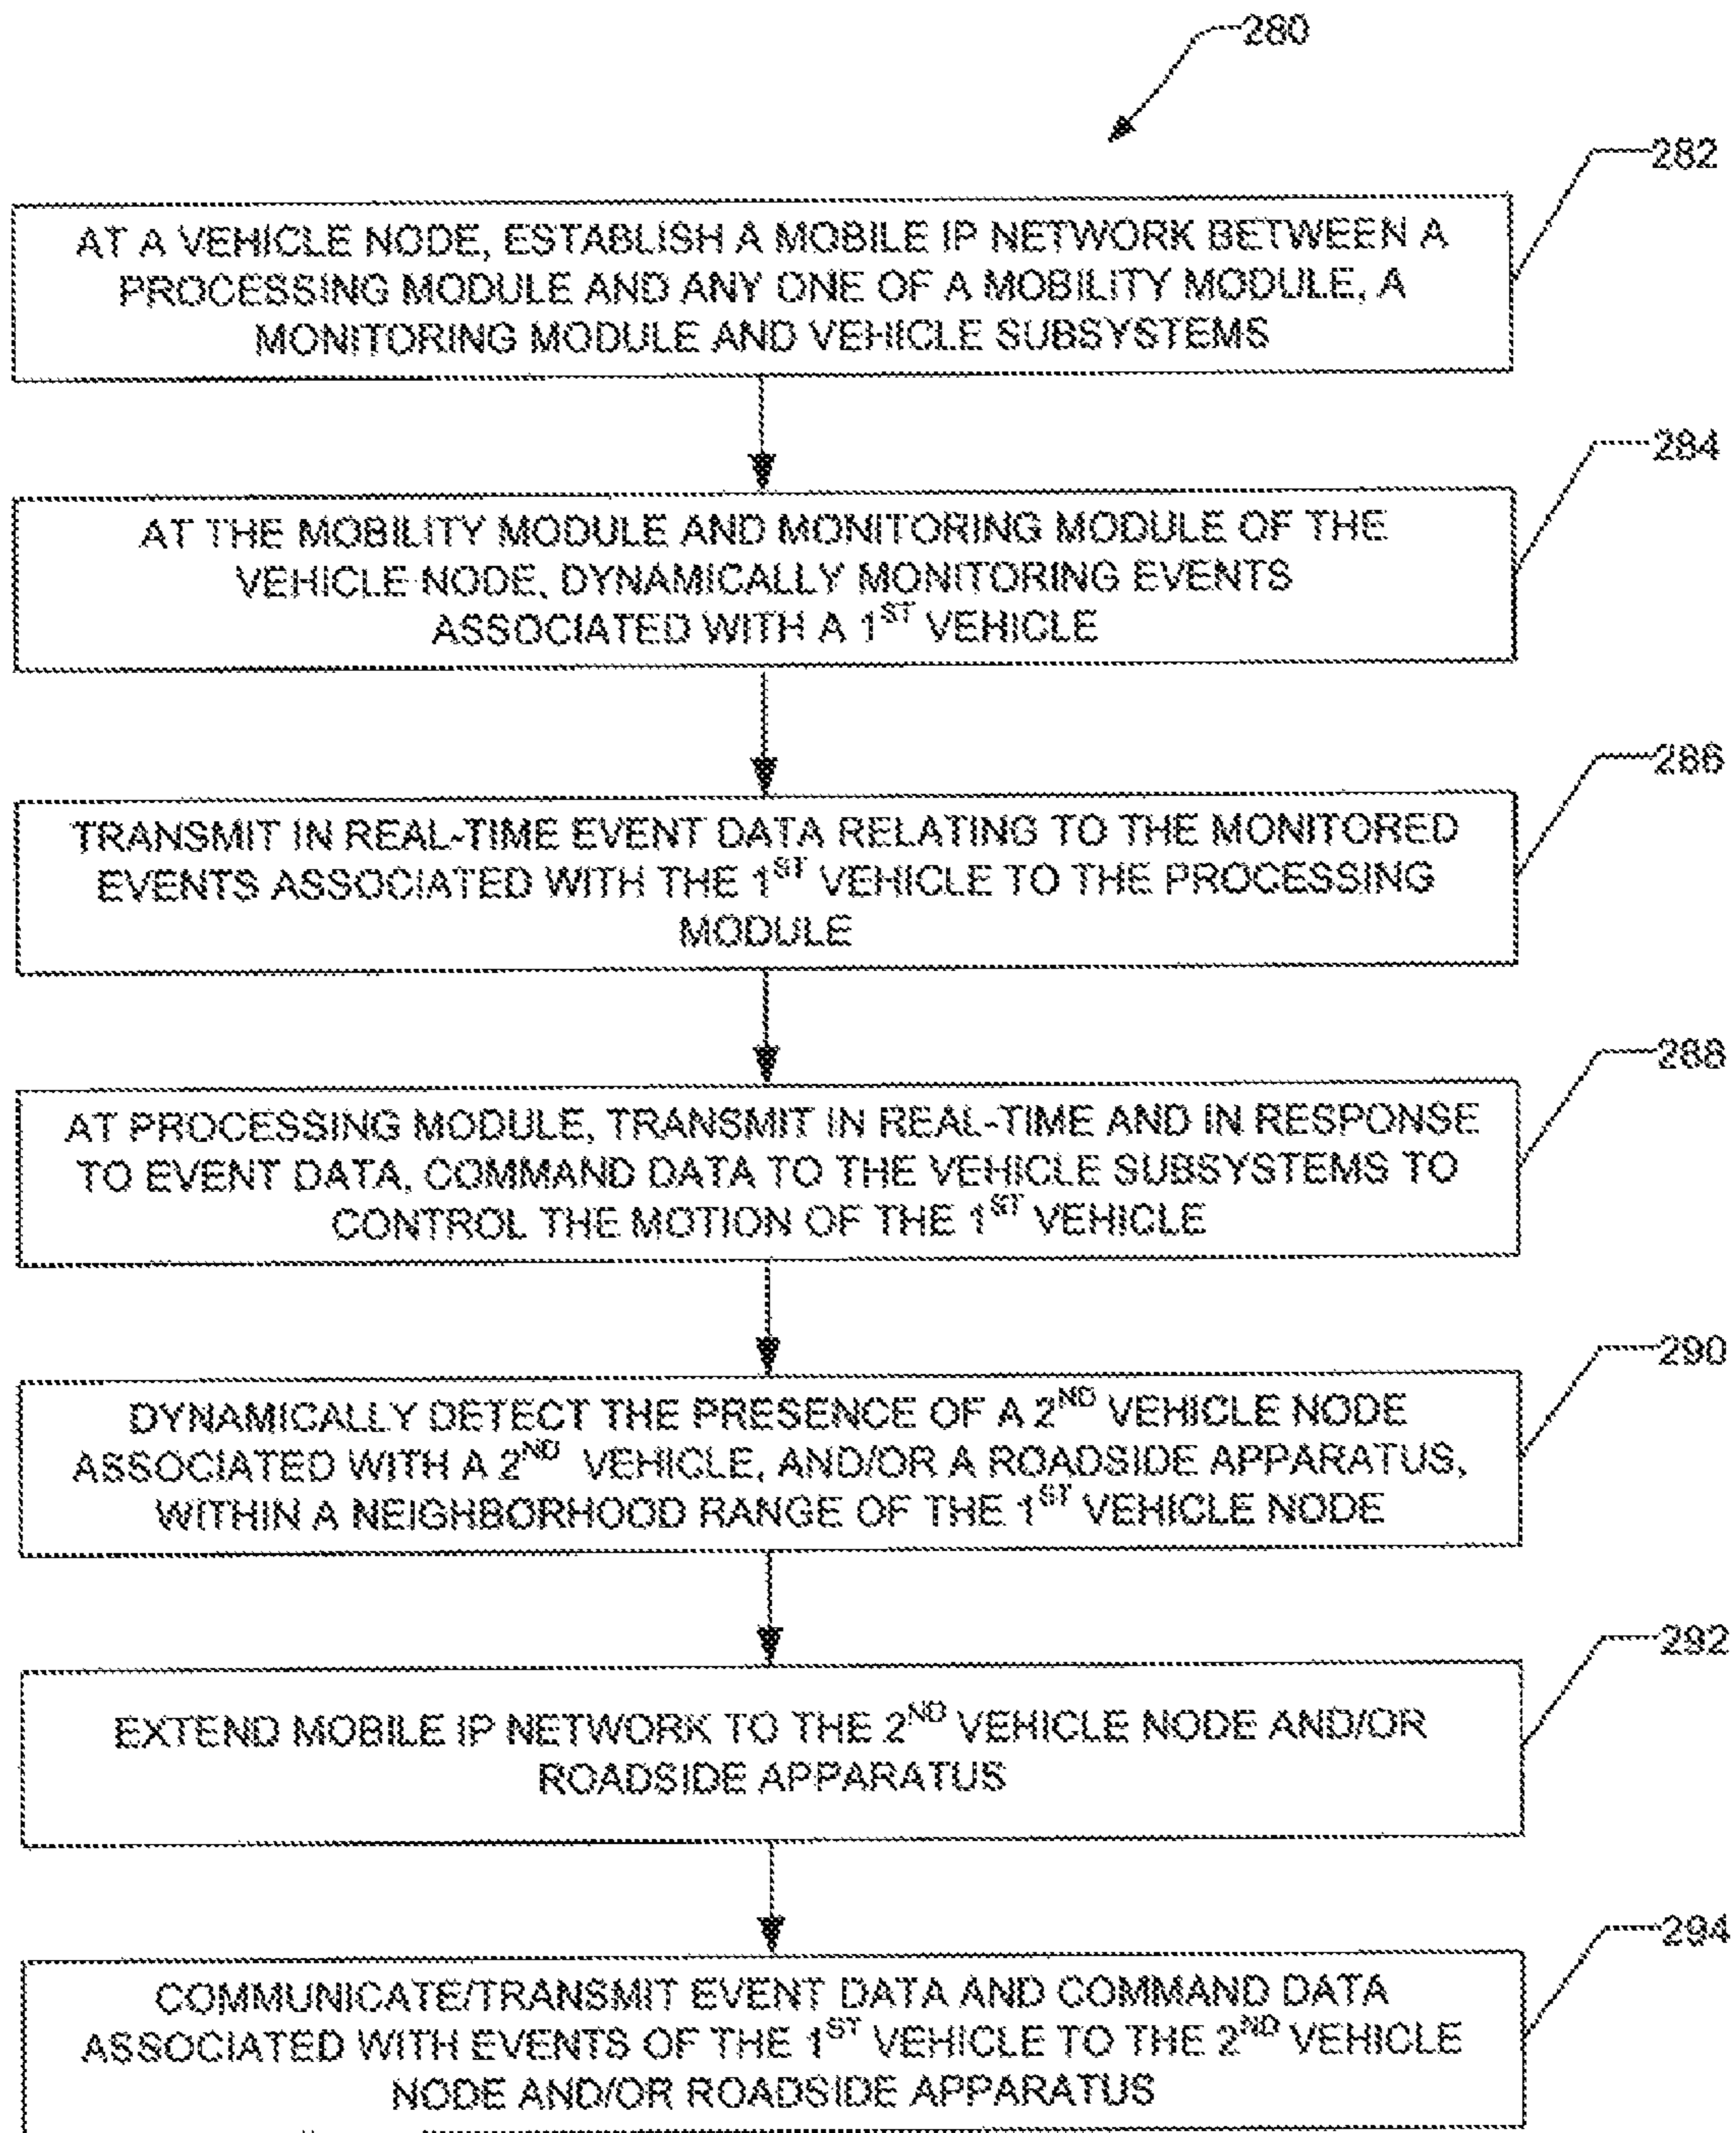 280
282
AT A VEHICLE NODE, ESTABLISH A MOBILE IP NETWORK BETWEEN A
PROCESSING MODULE AND ANY ONE OF A MOBILITY MODULE, A
MONITORING MODULE AND VEHICLE SUBSYSTEMS
284
AT THE MOBILITY MODULE AND MONITORING MODULE OF THE
VEHICLE NODE, DYNAMICALLY MONITORING EVENTS
ASSOCIATED WITH A 1ST VEHICLE
286
TRANSMIT IN REAL-TIME EVENT DATA RELATING TO THE MONITORED
EVENTS ASSOCIATED WITH THE 1ST VEHICLE TO THE PROCESSING
MODULE
288
AT PROCESSING MODULE, TRANSMIT IN REAL-TIME AND IN RESPONSE
TO EVENT DATA, COMMAND DATA TO THE VEHICLE SUBSYSTEMS TO
CONTROL THE MOTION OF THE 1ST VEHICLE
290
DYNAMICALLY DETECT THE PRESENCE OF A 2ND VEHICLE NODE
ASSOCIATED WITH A 2ND VEHICLE, AND/OR A ROADSIDE APPARATUS,
WITHIN A NEIGHBORHOOD RANGE OF THE 1ST VEHICLE NODE
292
EXTEND MOBILE IP NETWORK TO THE 2ND VEHICLE NODE AND/OR
ROADSIDE APPARATUS
294
COMMUNICATE/TRANSMIT EVENT DATA AND COMMAND DATA
ASSOCIATED WITH EVENTS OF THE 1ST VEHICLE TO THE 2ND VEHICLE
NODE AND/OR ROADSIDE APPARATUS